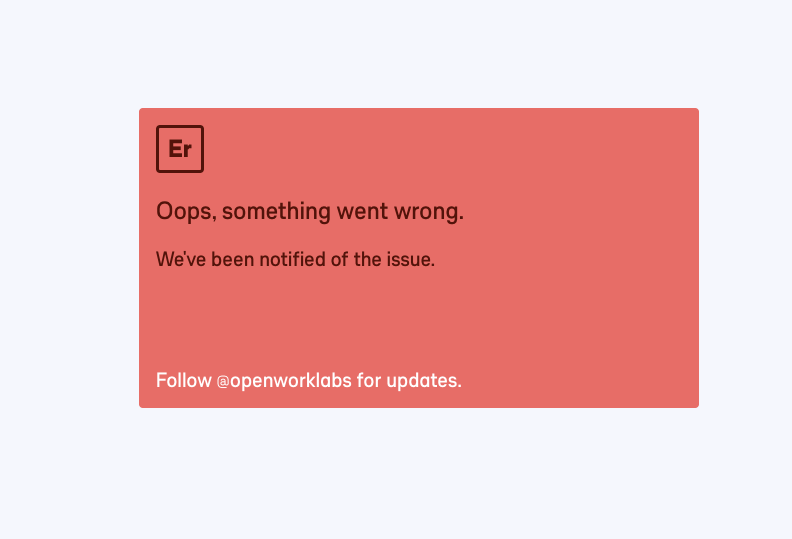 Er
Oops, something went wrong.
We've been notified of the issue.
Follow @openworklabs for updates.